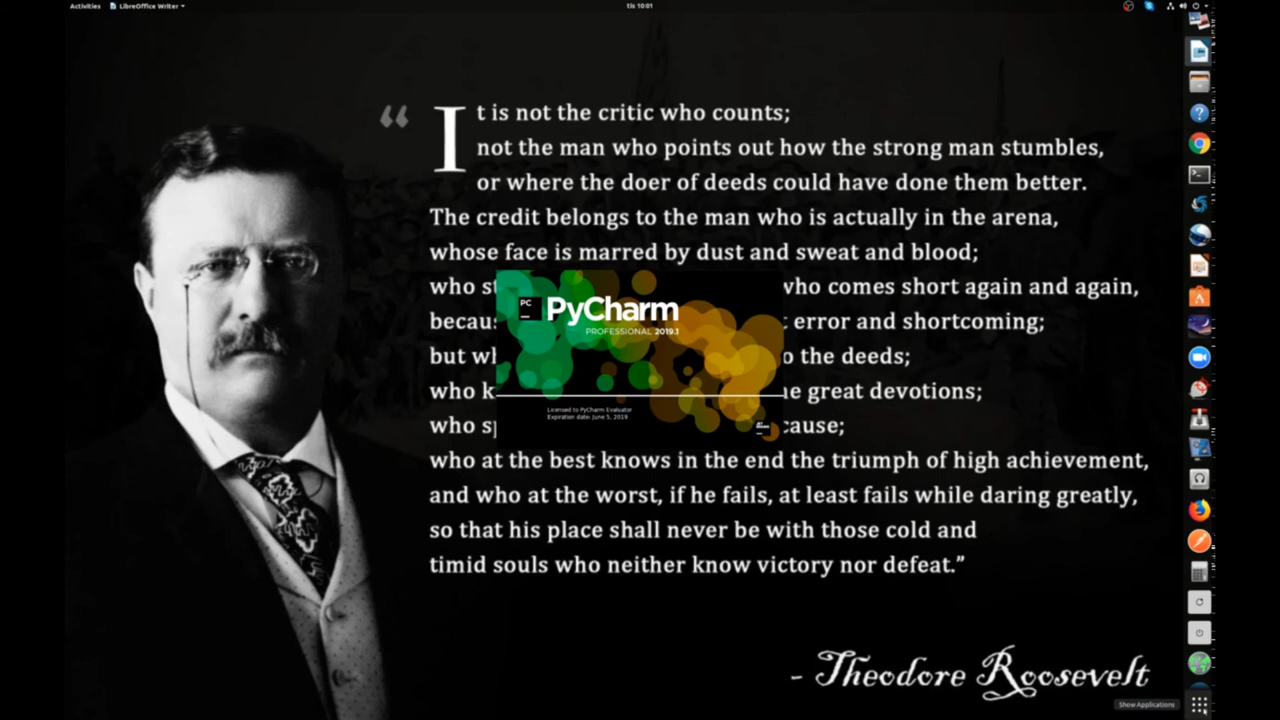 Activities
LibreOffice Writer
tis 10:01
“ It is not the critic who counts;
not the man who points out how the strong man stumbles,
or where the doer of deeds could have done them better.
The credit belongs to the man who is actually in the arena,
whose face is marred by dust and sweat and blood;
who st who comes short again and again,
becaus error and shortcoming;
but wh o the deeds;
who k e great devotions;
who sp cause;
who at the best knows in the end the triumph of high achievement,
and who at the worst, if he fails, at least fails while daring greatly,
so that his place shall never be with those cold and
timid souls who neither know victory nor defeat.”
- Theodore Roosevelt
PC
PyCharm
PROFESSIONAL 2019.1
Licensed to PyCharm Evaluator
Expiration date: June 5, 2019
Show Applications